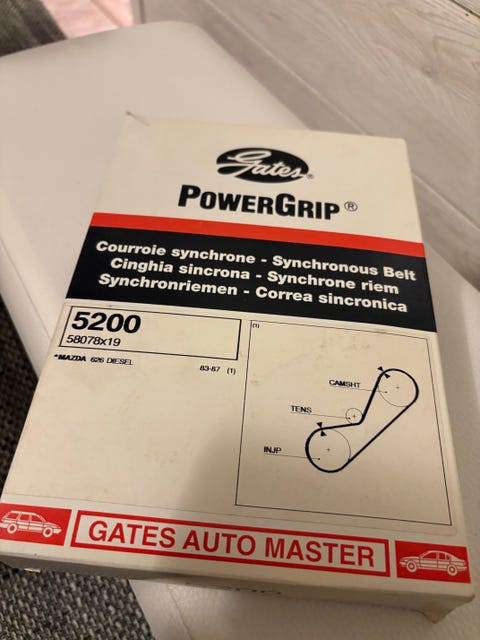 Gates®
POWERGRIP®
Courroie synchrone - Synchronous Belt
Cinghia sincrona - Synchrone riem
Synchronriemen - Correa sincronica
5200
58078x19
*MAZDA 626 DIESEL 83-87 (1)
(1)
CAMSHT
TENS
INJP
GATES AUTO MASTER